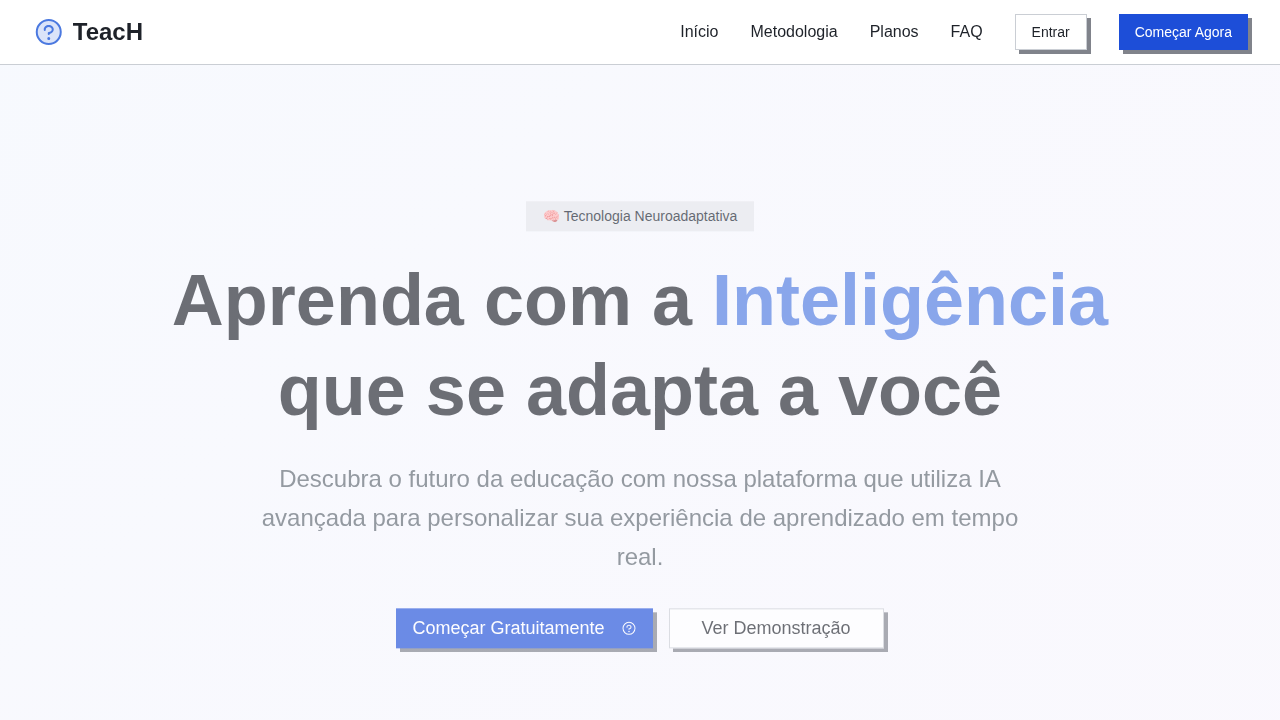 TeacH
Início
Metodologia
Planos
FAQ
Entrar
Começar Agora
🧠 Tecnologia Neuroadaptativa
Aprenda com a Inteligência
que se adapta a você
Descubra o futuro da educação com nossa plataforma que utiliza IA
avançada para personalizar sua experiência de aprendizado em tempo
real.
Começar Gratuitamente
Ver Demonstração